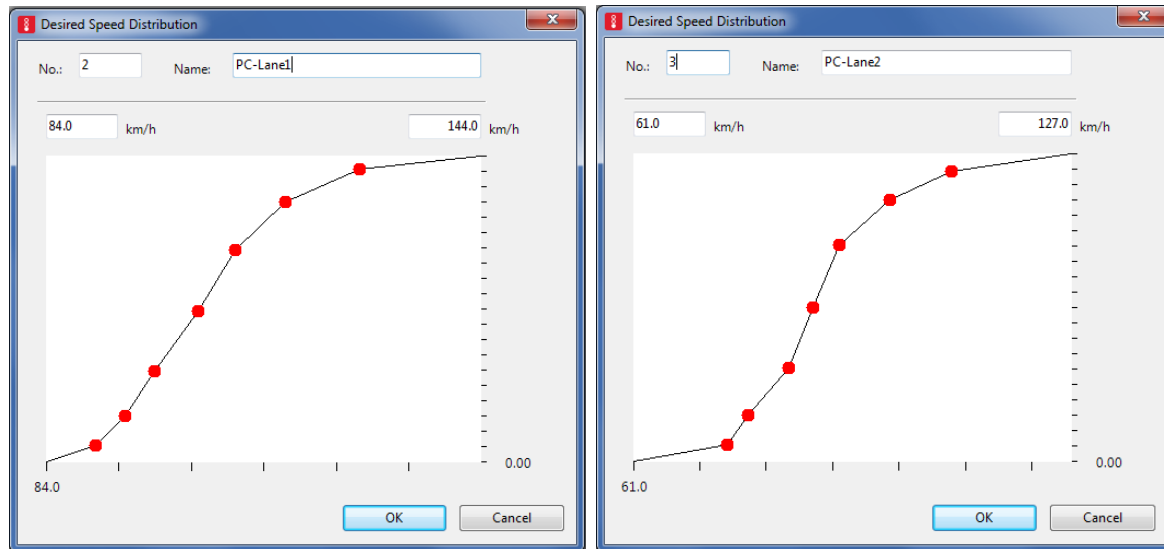 Desired Speed Distribution
No.: 2 Name: PC-Lane1
84.0 km/h 144.0 km/h
0.00
84.0
OK Cancel
Desired Speed Distribution
No.: 3 Name: PC-Lane2
61.0 km/h 127.0 km/h
0.00
61.0
OK Cancel